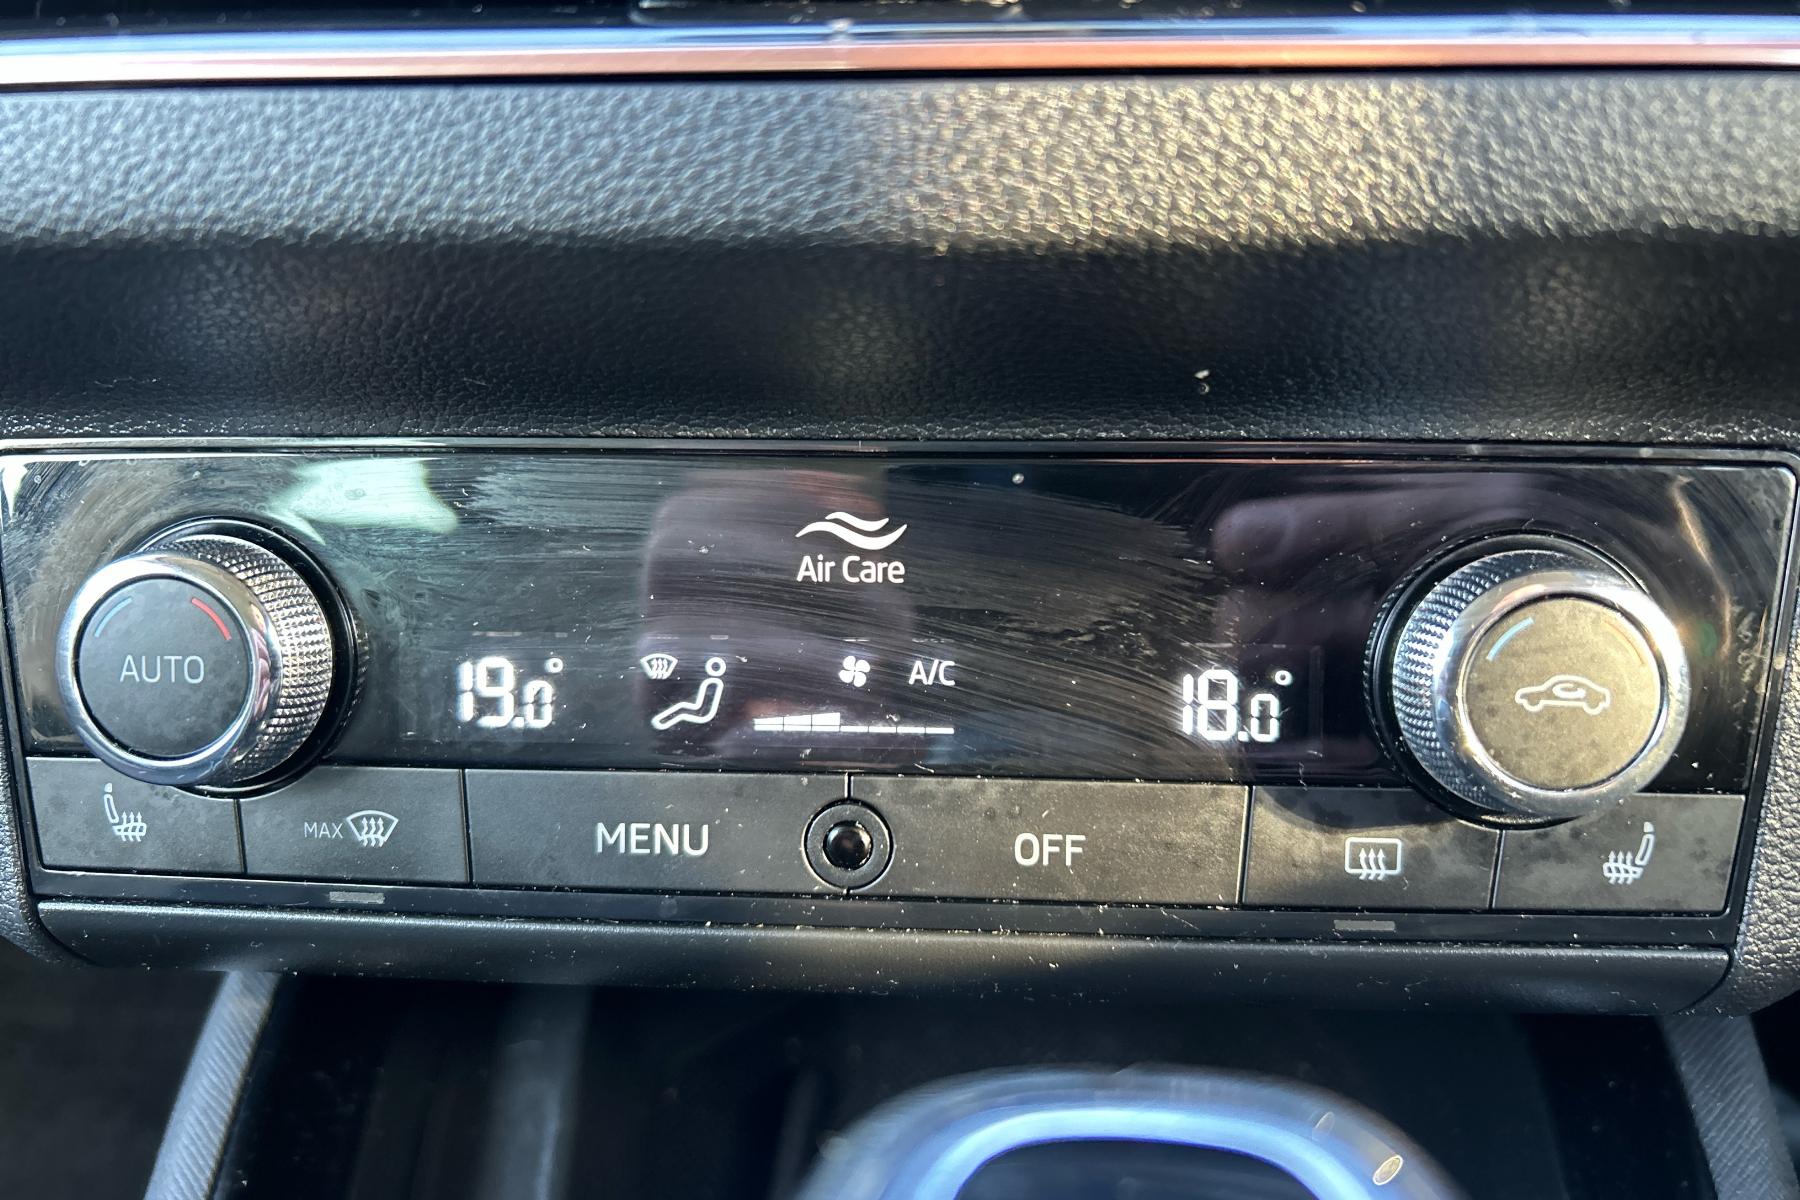 Air Care
AUTO
19.0°
A/C
18.0°
MAX
MENU
OFF